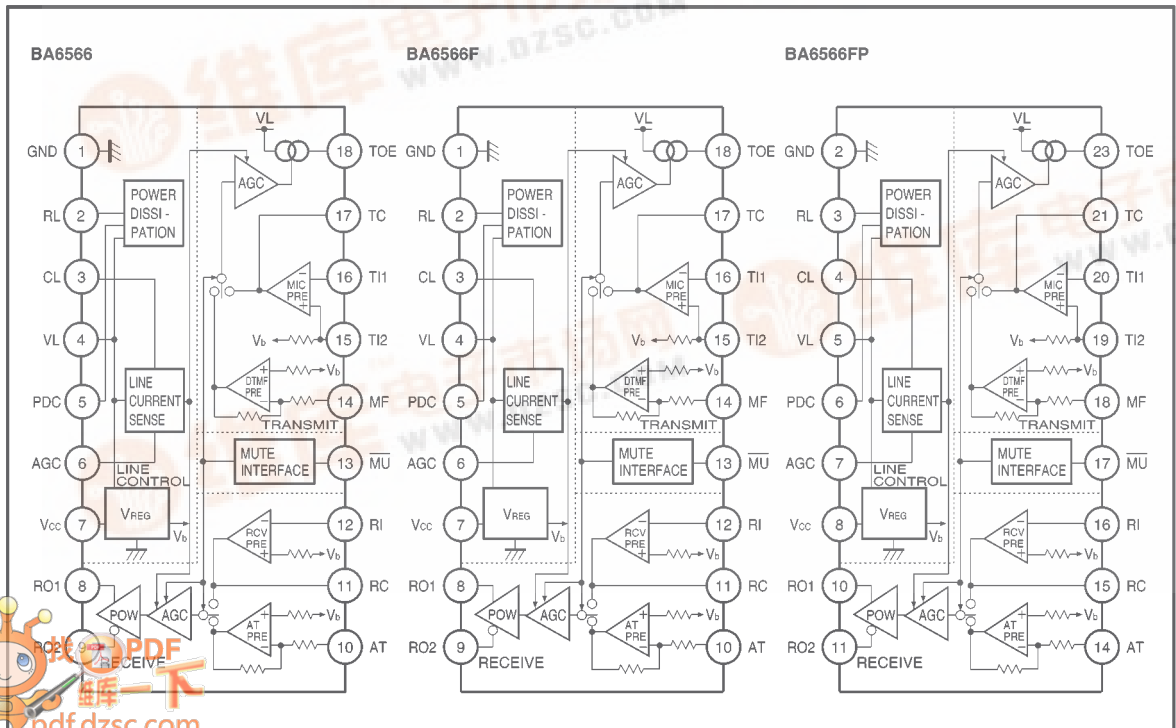 BA6566
BA6566F
BA6566FP
维库电子市场网
WWW.DZSC.COM
VL
GND 1
18 TOE
AGC
POWER
DISSI -
PATION
RL 2
17 TC
CL 3
16 TI1
MIC
PRE
VL 4
Vb
15 TI2
DTMF
PRE
Vb
LINE
CURRENT
SENSE
PDC 5
14 MF
TRANSMIT
AGC 6
MUTE
INTERFACE
13 MU
LINE
CONTROL
VREG
Vcc 7
Vb
12 RI
RCV
PRE
Vb
RO1 8
11 RC
POW
AGC
AT
PRE
Vb
RO2 9
10 AT
RECEIVE
VL
GND 1
18 TOE
AGC
POWER
DISSI -
PATION
RL 2
17 TC
CL 3
16 TI1
MIC
PRE
VL 4
Vb
15 TI2
DTMF
PRE
Vb
LINE
CURRENT
SENSE
PDC 5
14 MF
TRANSMIT
AGC 6
MUTE
INTERFACE
13 MU
VREG
Vcc 7
Vb
12 RI
RCV
PRE
Vb
RO1 8
11 RC
POW
AGC
AT
PRE
Vb
RO2 9
10 AT
RECEIVE
VL
GND 2
23 TOE
AGC
POWER
DISSI -
PATION
RL 3
21 TC
CL 4
20 TI1
MIC
PRE
VL 5
Vb
19 TI2
DTMF
PRE
Vb
LINE
CURRENT
SENSE
PDC 6
18 MF
TRANSMIT
AGC 7
MUTE
INTERFACE
17 MU
LINE
CONTROL
VREG
Vcc 8
Vb
16 RI
RCV
PRE
Vb
RO1 10
15 RC
POW
AGC
AT
PRE
Vb
RO2 11
14 AT
RECEIVE
找PDF
维库一下
pdf.dzsc.com